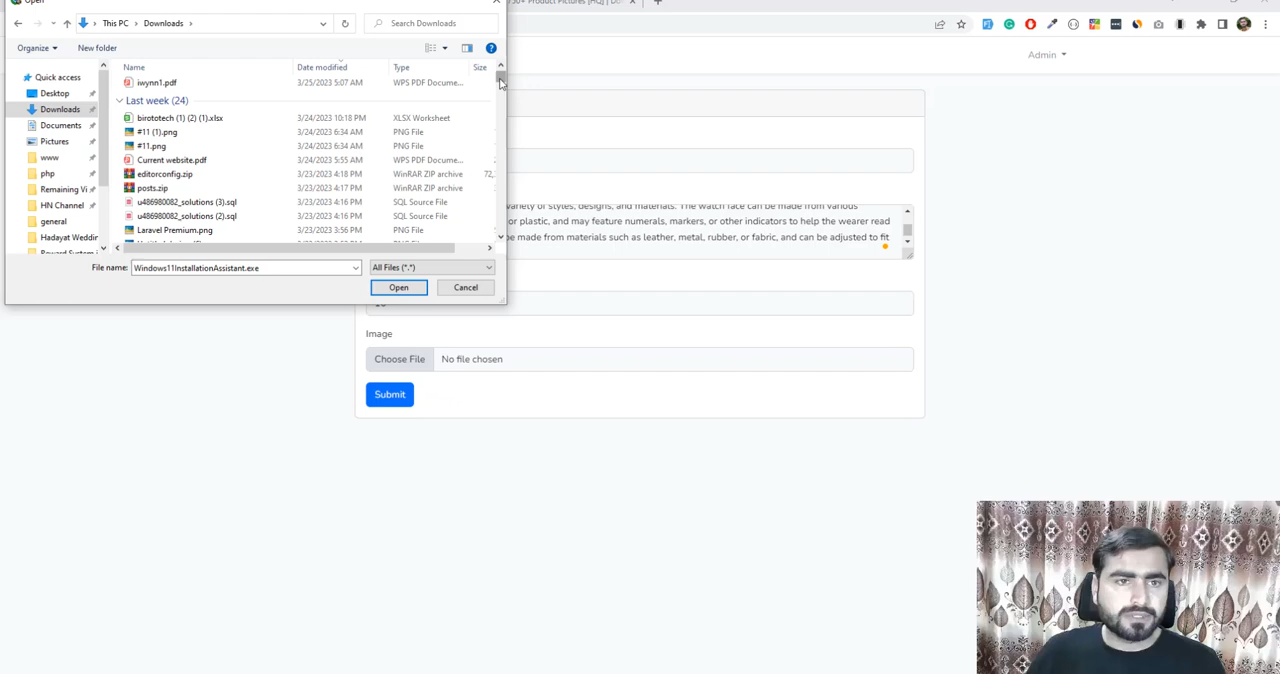 Open
750+ Product Pictures [HQ] | Do
This PC > Downloads >
Search Downloads
Organize
New folder
Admin
Name Date modified Type Size
Quick access
Desktop
Downloads
Documents
Pictures
www
php
Remaining Vi
HN Channel
general
Hadayat Weddin
Reward System i
iwynn1.pdf 3/25/2023 5:07 AM WPS PDF Docume...
Last week (24)
birototech (1) (2) (1).xlsx 3/24/2023 10:18 PM XLSX Worksheet
#11 (1).png 3/24/2023 6:34 AM PNG File
#11.png 3/24/2023 6:34 AM PNG File
Current website.pdf 3/24/2023 5:55 AM WPS PDF Docume...
editorconfig.zip 3/23/2023 4:18 PM WinRAR ZIP archive 72,
posts.zip 3/23/2023 4:17 PM WinRAR ZIP archive
u486980082_solutions (3).sql 3/23/2023 4:16 PM SQL Source File
u486980082_solutions (2).sql 3/23/2023 4:16 PM SQL Source File
Laravel Premium.png 3/23/2023 3:56 PM PNG File
File name: Windows11InstallationAssistant.exe All Files (*.*)
Open Cancel
variety of styles, designs, and materials. The watch face can be made from various
or plastic, and may feature numerals, markers, or other indicators to help the wearer read
be made from materials such as leather, metal, rubber, or fabric, and can be adjusted to fit
Image
Choose File No file chosen
Submit